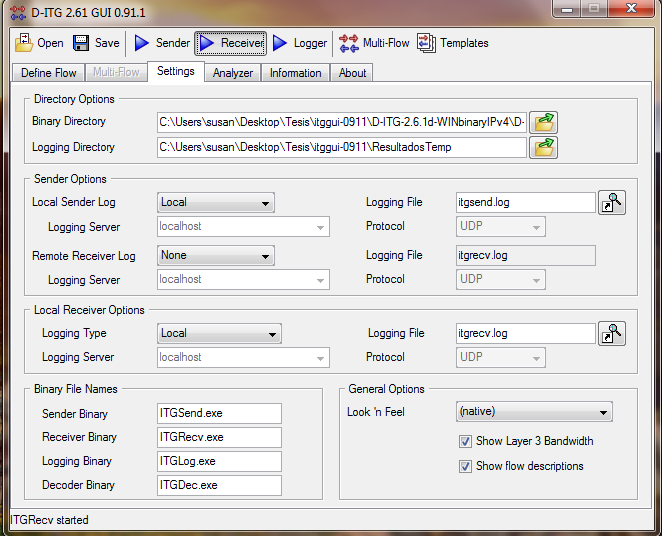 D-ITG 2.61 GUI 0.91.1
Open Save Sender Receiver Logger Multi-Flow Templates
Define Flow Multi-Flow Settings Analyzer Information About
Directory Options
Binary Directory C:\Users\susan\Desktop\Tesis\itggui-0911\D-ITG-2.6.1d-WINbinaryIPv4\D-
Logging Directory C:\Users\susan\Desktop\Tesis\itggui-0911\ResultadosTemp
Sender Options
Local Sender Log Local Logging File itgsend.log
Logging Server localhost Protocol UDP
Remote Receiver Log None Logging File itgrecv.log
Logging Server localhost Protocol UDP
Local Receiver Options
Logging Type Local Logging File itgrecv.log
Logging Server localhost Protocol UDP
Binary File Names General Options
Sender Binary ITGSend.exe Look 'n Feel (native)
Receiver Binary ITGRecv.exe Show Layer 3 Bandwidth
Logging Binary ITGLog.exe Show flow descriptions
Decoder Binary ITGDec.exe
ITGRecv started